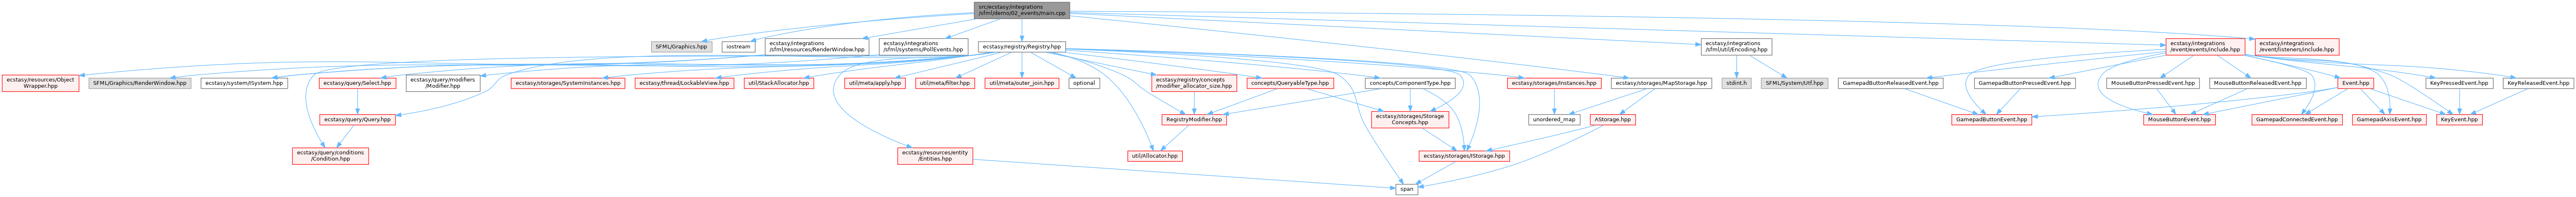 src/ecstasy/integrations
/sfml/demo/02_events/main.cpp
SFML/Graphics.hpp
iostream
ecstasy/integrations
/sfml/resources/RenderWindow.hpp
ecstasy/integrations
/sfml/systems/PollEvents.hpp
ecstasy/registry/Registry.hpp
ecstasy/integrations
/sfml/util/Encoding.hpp
ecstasy/integrations
/event/events/include.hpp
ecstasy/integrations
/event/listeners/include.hpp
ecstasy/resources/Object
Wrapper.hpp
SFML/Graphics/RenderWindow.hpp
ecstasy/system/ISystem.hpp
ecstasy/query/Select.hpp
ecstasy/query/modifiers
/Modifier.hpp
ecstasy/storages/SystemInstances.hpp
ecstasy/thread/LockableView.hpp
util/StackAllocator.hpp
util/meta/apply.hpp
util/meta/filter.hpp
util/meta/outer_join.hpp
optional
ecstasy/registry/concepts
/modifier_allocator_size.hpp
concepts/QueryableType.hpp
concepts/ComponentType.hpp
ecstasy/storages/Instances.hpp
ecstasy/storages/MapStorage.hpp
stdint.h
SFML/System/Utf.hpp
GamepadButtonReleasedEvent.hpp
GamepadButtonPressedEvent.hpp
MouseButtonPressedEvent.hpp
MouseButtonReleasedEvent.hpp
Event.hpp
KeyPressedEvent.hpp
KeyReleasedEvent.hpp
ecstasy/query/Query.hpp
RegistryModifier.hpp
ecstasy/storages/Storage
Concepts.hpp
unordered_map
AStorage.hpp
GamepadButtonEvent.hpp
MouseButtonEvent.hpp
GamepadConnectedEvent.hpp
GamepadAxisEvent.hpp
KeyEvent.hpp
ecstasy/query/conditions
/Condition.hpp
ecstasy/resources/entity
/Entities.hpp
util/Allocator.hpp
ecstasy/storages/IStorage.hpp
span